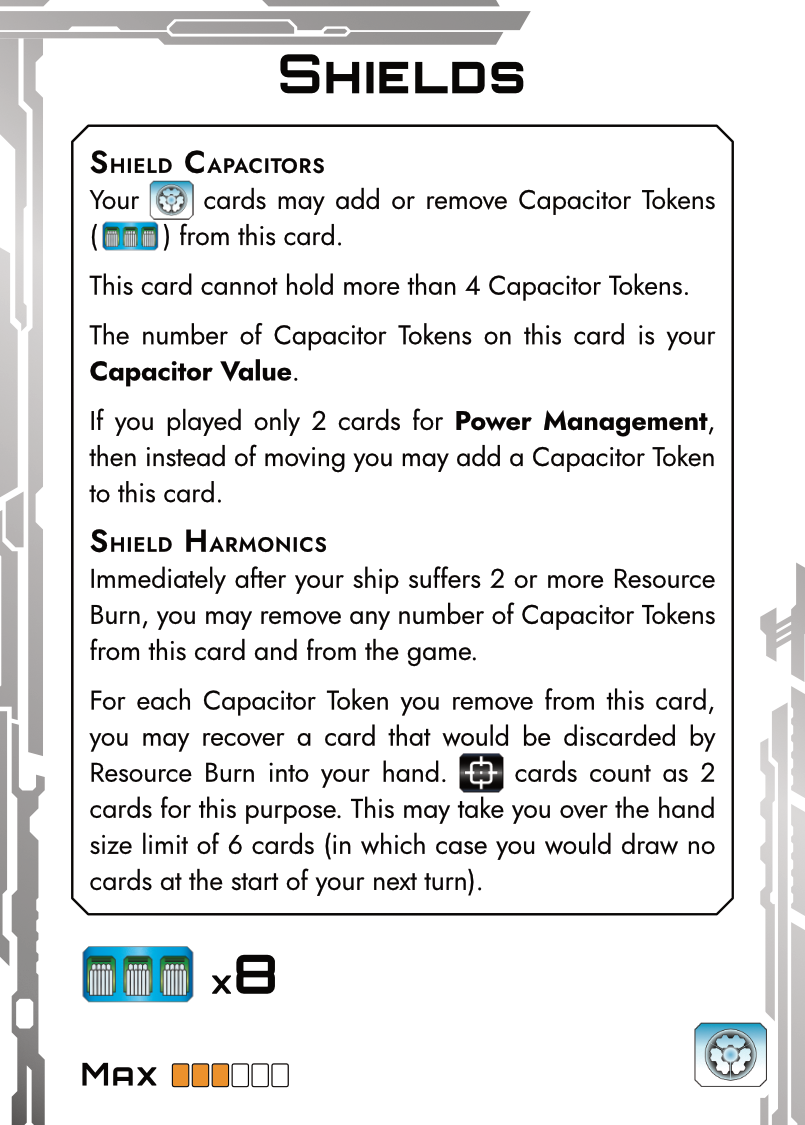 SHIELDS
SHIELD CAPACITORS
Your cards may add or remove Capacitor Tokens
( ) from this card.
This card cannot hold more than 4 Capacitor Tokens.
The number of Capacitor Tokens on this card is your
Capacitor Value.
If you played only 2 cards for Power Management,
then instead of moving you may add a Capacitor Token
to this card.
SHIELD HARMONICS
Immediately after your ship suffers 2 or more Resource
Burn, you may remove any number of Capacitor Tokens
from this card and from the game.
For each Capacitor Token you remove from this card,
you may recover a card that would be discarded by
Resource Burn into your hand. cards count as 2
cards for this purpose. This may take you over the hand
size limit of 6 cards (in which case you would draw no
cards at the start of your next turn).
x8
MAX